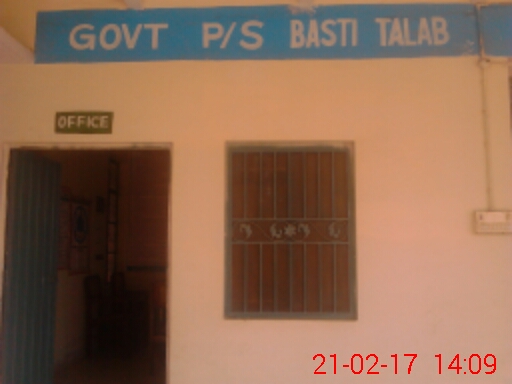 GOVT P/S BASTI TALAB
OFFICE
21-02-17 14:09